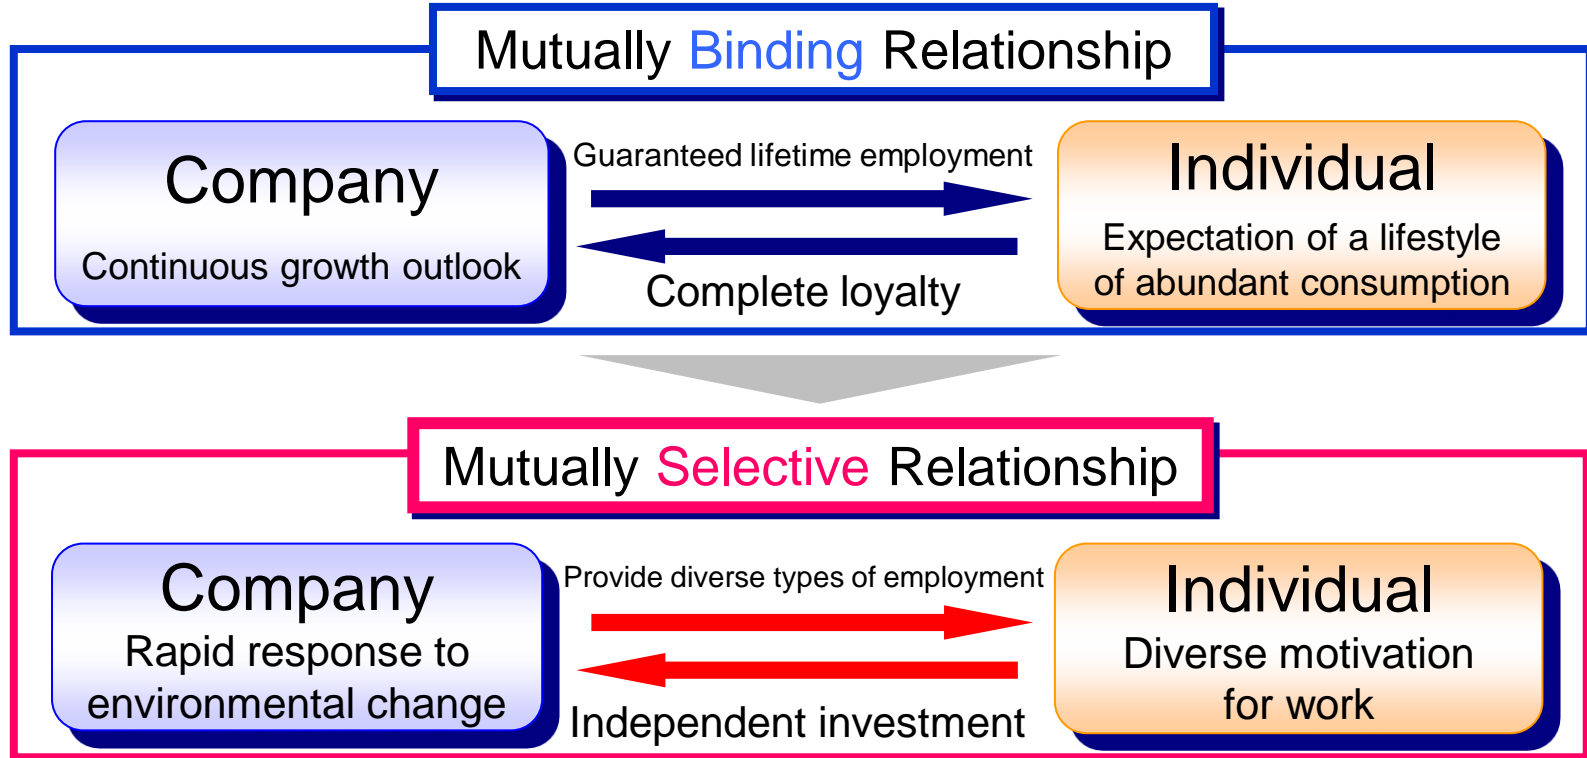 Mutually Binding Relationship
Company
Continuous growth outlook
Guaranteed lifetime employment
Complete loyalty
Individual
Expectation of a lifestyle
of abundant consumption
Mutually Selective Relationship
Company
Rapid response to
environmental change
Provide diverse types of employment
Independent investment
Individual
Diverse motivation
for work